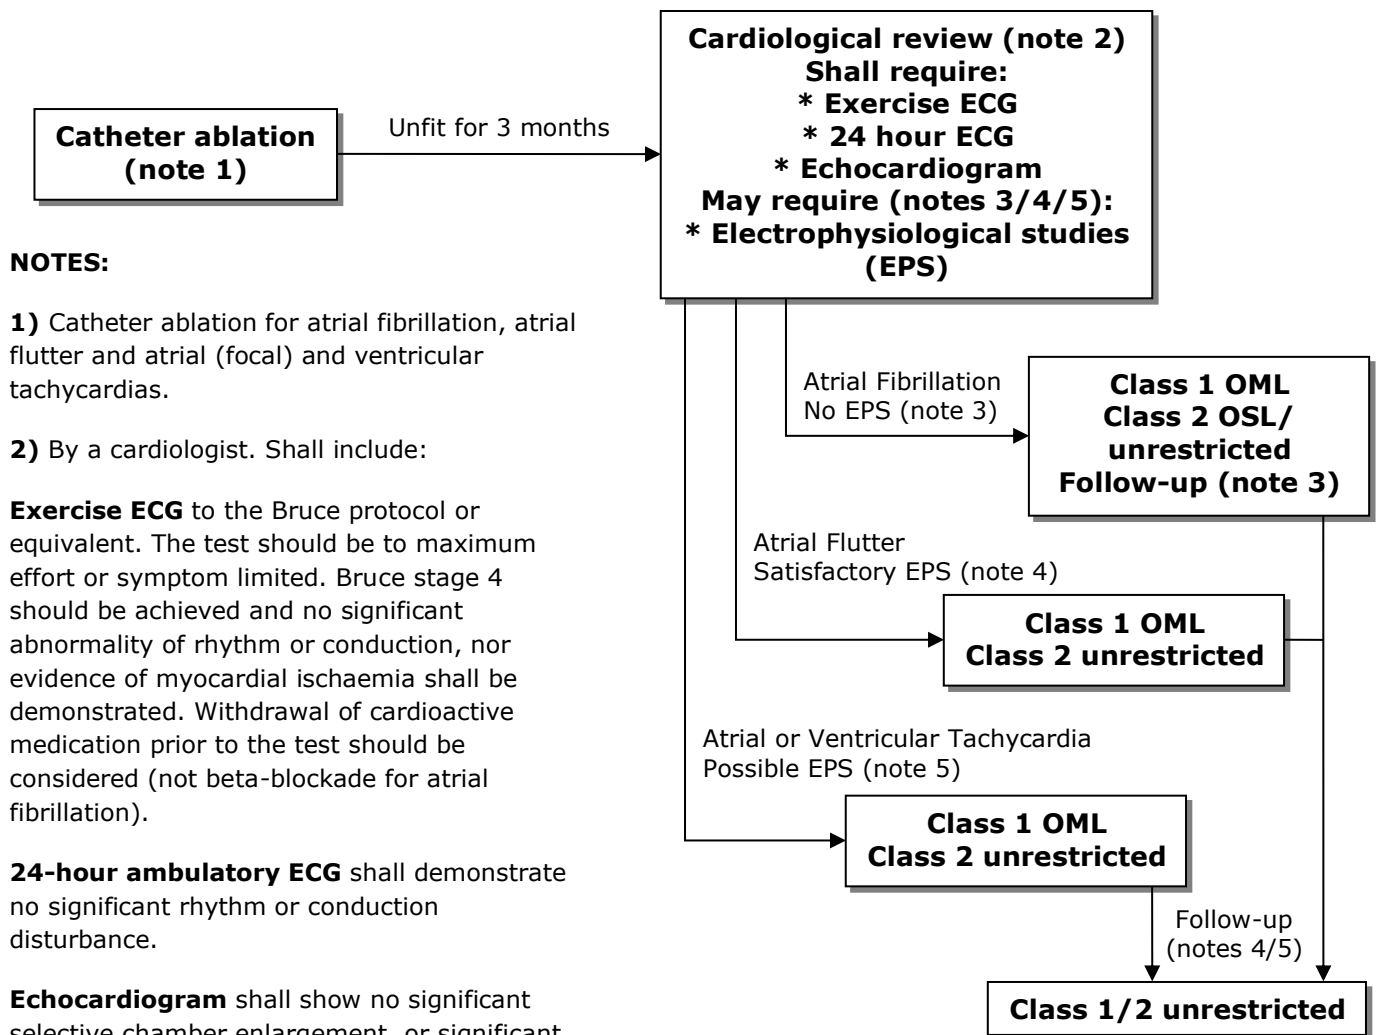 Catheter ablation
(note 1)
Unfit for 3 months
Cardiological review (note 2)
Shall require:
* Exercise ECG
* 24 hour ECG
* Echocardiogram
May require (notes 3/4/5):
* Electrophysiological studies
(EPS)
NOTES:
1) Catheter ablation for atrial fibrillation, atrial
flutter and atrial (focal) and ventricular
tachycardias.
2) By a cardiologist. Shall include:
Exercise ECG to the Bruce protocol or
equivalent. The test should be to maximum
effort or symptom limited. Bruce stage 4
should be achieved and no significant
abnormality of rhythm or conduction, nor
evidence of myocardial ischaemia shall be
demonstrated. Withdrawal of cardioactive
medication prior to the test should be
considered (not beta-blockade for atrial
fibrillation).
24-hour ambulatory ECG shall demonstrate
no significant rhythm or conduction
disturbance.
Echocardiogram shall show no significant
selective chamber enlargement, or significant
Atrial Fibrillation
No EPS (note 3)
Class 1 OML
Class 2 OSL/
unrestricted
Follow-up (note 3)
Atrial Flutter
Satisfactory EPS (note 4)
Class 1 OML
Class 2 unrestricted
Atrial or Ventricular Tachycardia
Possible EPS (note 5)
Class 1 OML
Class 2 unrestricted
Follow-up
(notes 4/5)
Class 1/2 unrestricted